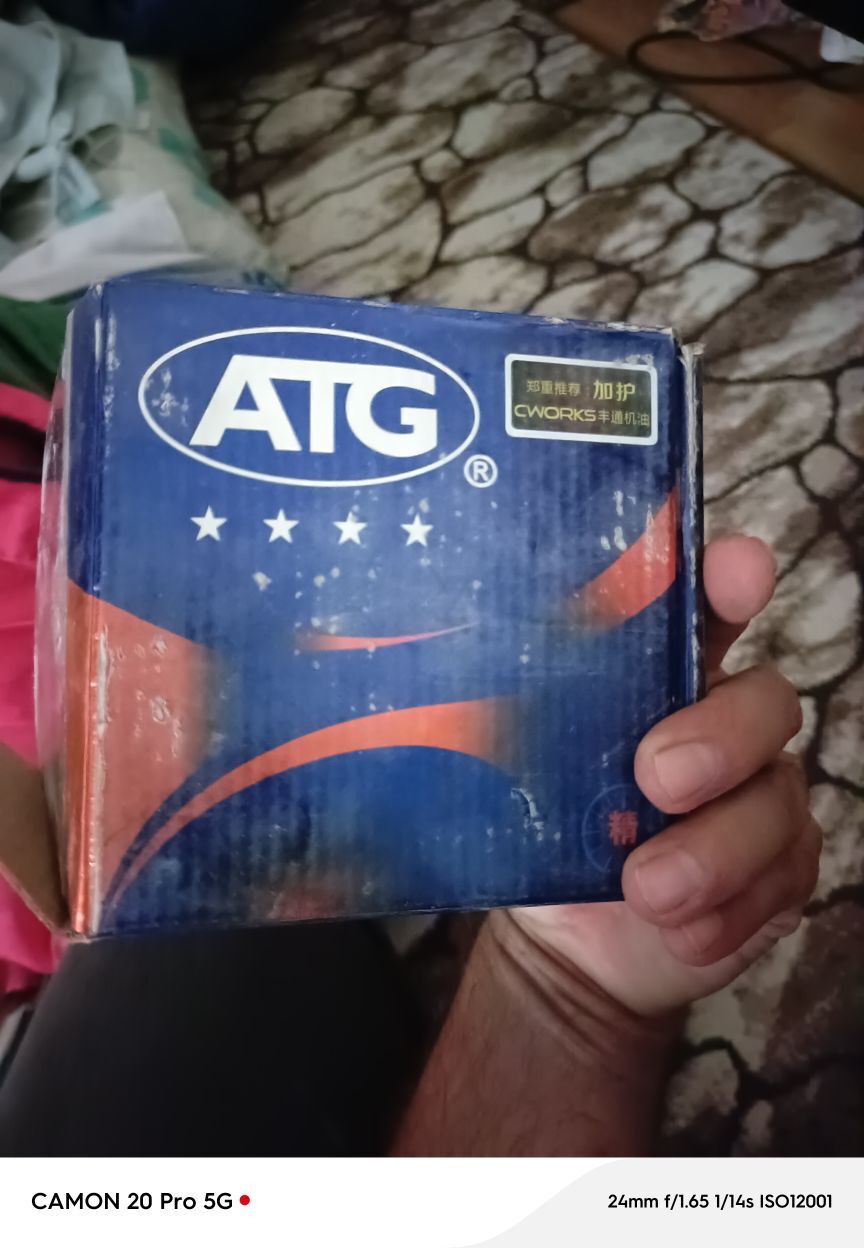 ATG
®
郑重推荐：加护
CWORKS丰通机油
精
CAMON 20 Pro 5G
24mm f/1.65 1/14s ISO12001